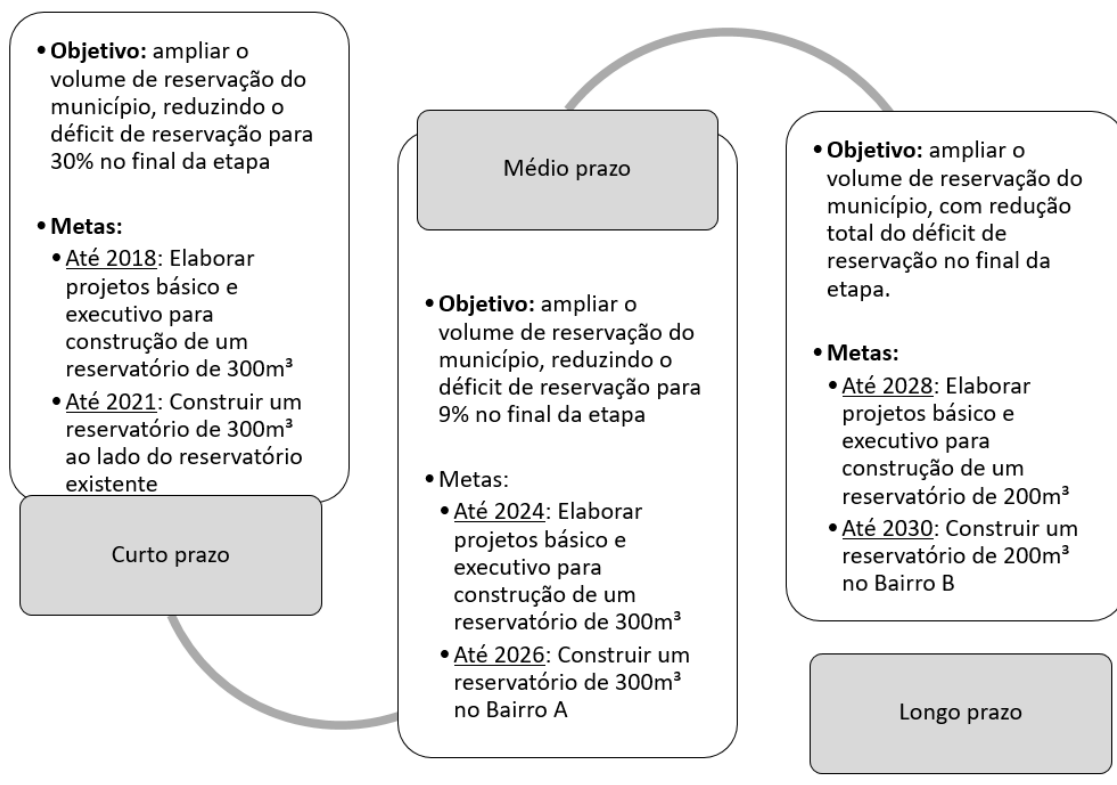 • Objetivo: ampliar o
volume de reservação do
município, reduzindo o
déficit de reservação para
30% no final da etapa
• Metas:
• Até 2018: Elaborar
projetos básico e
executivo para
construção de um
reservatório de 300m³
• Até 2021: Construir um
reservatório de 300m³
ao lado do reservatório
existente
Curto prazo
Médio prazo
• Objetivo: ampliar o
volume de reservação do
município, reduzindo o
déficit de reservação para
9% no final da etapa
• Metas:
• Até 2024: Elaborar
projetos básico e
executivo para
construção de um
reservatório de 300m³
• Até 2026: Construir um
reservatório de 300m³
no Bairro A
• Objetivo: ampliar o
volume de reservação do
município, com redução
total do déficit de
reservação no final da
etapa.
• Metas:
• Até 2028: Elaborar
projetos básico e
executivo para
construção de um
reservatório de 200m³
• Até 2030: Construir um
reservatório de 200m³
no Bairro B
Longo prazo